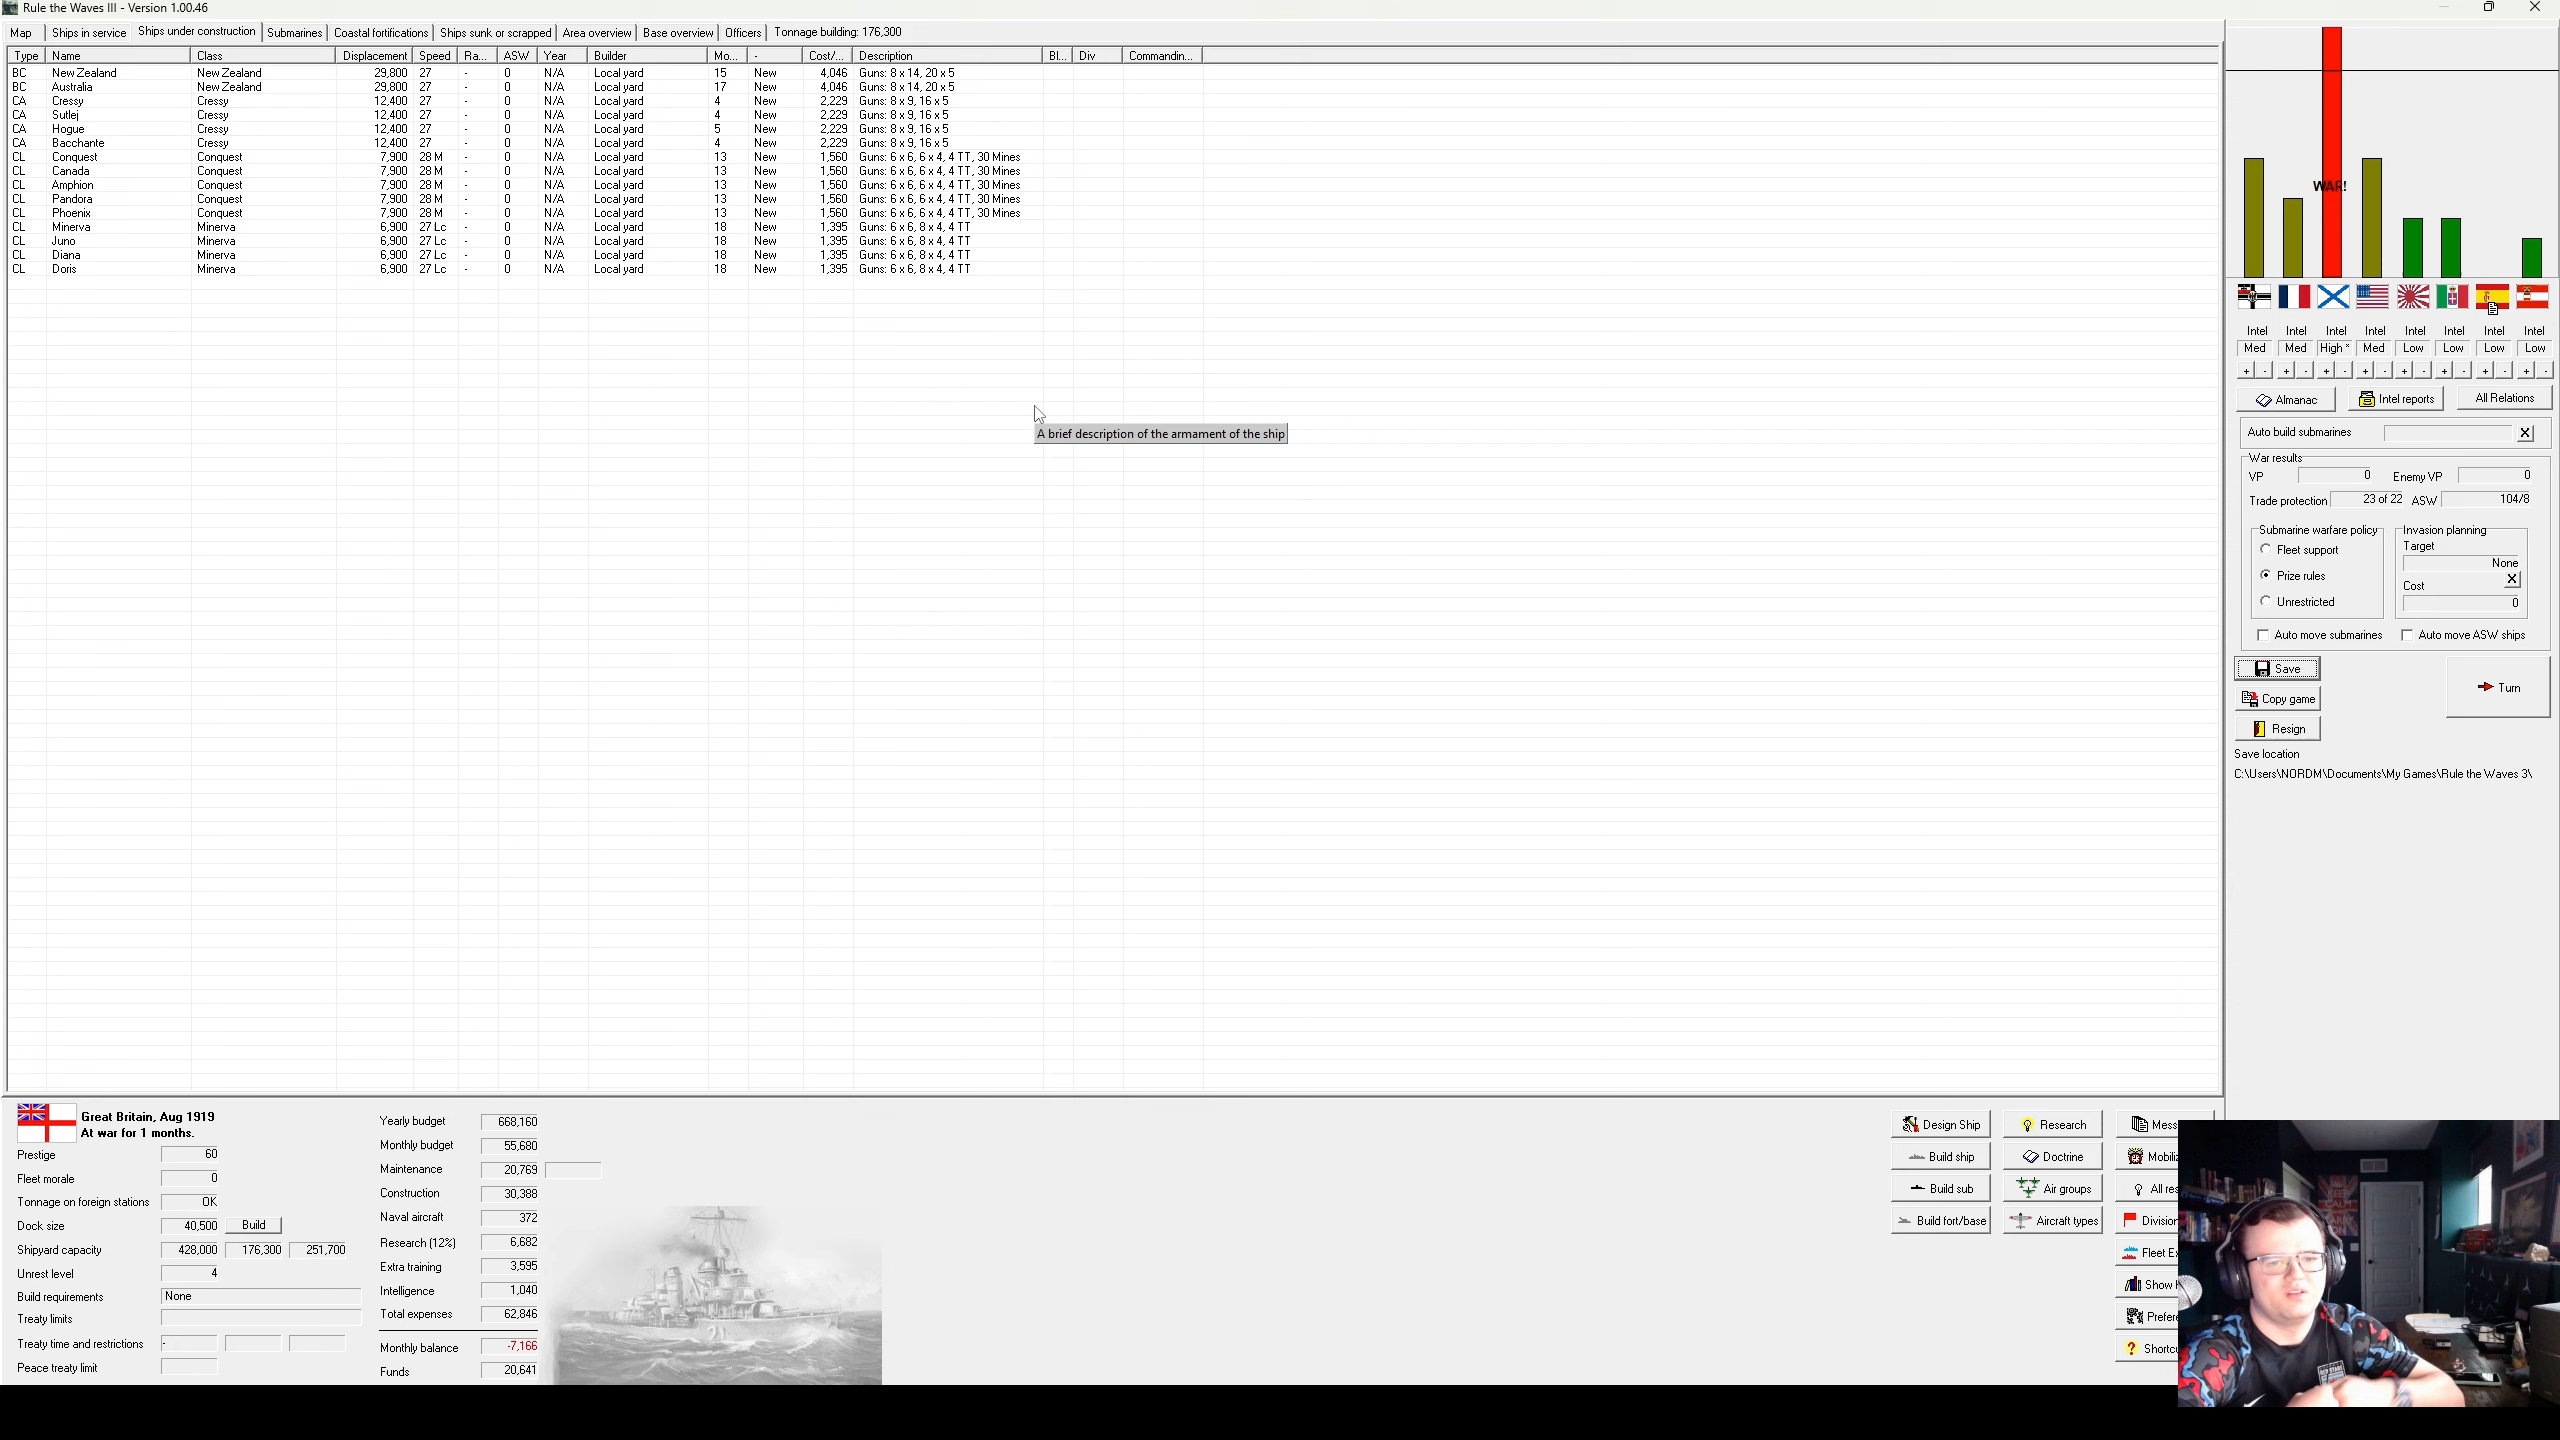 Rule the Waves III - Version 1.00.46
Map Ships in service Ships under construction Submarines Coastal fortifications Ships sunk or scrapped Area overview Base overview Officers Tonnage building: 176,300
Type Name Class Displacement Speed Ra... ASW Year Builder Mo... - Cost/... Description Bl... Div Commandin...
BC New Zealand New Zealand 29,800 27 - 0 N/A Local yard 15 New 4,046 Guns: 8 x 14, 20 x 5
BC Australia New Zealand 29,800 27 - 0 N/A Local yard 17 New 4,046 Guns: 8 x 14, 20 x 5
CA Cressy Cressy 12,400 27 - 0 N/A Local yard 4 New 2,229 Guns: 8 x 9, 16 x 5
CA Sutlej Cressy 12,400 27 - 0 N/A Local yard 4 New 2,229 Guns: 8 x 9, 16 x 5
CA Hogue Cressy 12,400 27 - 0 N/A Local yard 5 New 2,229 Guns: 8 x 9, 16 x 5
CA Bacchante Cressy 12,400 27 - 0 N/A Local yard 4 New 2,229 Guns: 8 x 9, 16 x 5
CL Conquest Conquest 7,900 28 M - 0 N/A Local yard 13 New 1,560 Guns: 6 x 6, 6 x 4, 4 TT, 30 Mines
CL Canada Conquest 7,900 28 M - 0 N/A Local yard 13 New 1,560 Guns: 6 x 6, 6 x 4, 4 TT, 30 Mines
CL Amphion Conquest 7,900 28 M - 0 N/A Local yard 13 New 1,560 Guns: 6 x 6, 6 x 4, 4 TT, 30 Mines
CL Pandora Conquest 7,900 28 M - 0 N/A Local yard 13 New 1,560 Guns: 6 x 6, 6 x 4, 4 TT, 30 Mines
CL Phoenix Conquest 7,900 28 M - 0 N/A Local yard 13 New 1,560 Guns: 6 x 6, 6 x 4, 4 TT, 30 Mines
CL Minerva Minerva 6,900 27 Lc - 0 N/A Local yard 18 New 1,395 Guns: 6 x 6, 8 x 4, 4 TT
CL Juno Minerva 6,900 27 Lc - 0 N/A Local yard 18 New 1,395 Guns: 6 x 6, 8 x 4, 4 TT
CL Diana Minerva 6,900 27 Lc - 0 N/A Local yard 18 New 1,395 Guns: 6 x 6, 8 x 4, 4 TT
CL Doris Minerva 6,900 27 Lc - 0 N/A Local yard 18 New 1,395 Guns: 6 x 6, 8 x 4, 4 TT
A brief description of the armament of the ship
WAR!
Intel Intel Intel Intel Intel Intel Intel Intel
Med Med High * Med Low Low Low Low
+ - + - + - + - + - + - + - + -
Almanac Intel reports All Relations
Auto build submarines X
War results
VP 0 Enemy VP 0
Trade protection 23 of 22 ASW 104/8
Submarine warfare policy Invasion planning
Fleet support Target
None
Prize rules Cost X
Unrestricted 0
Auto move submarines Auto move ASW ships
Save
Turn
Copy game
Resign
Save location
C:\Users\NORDM\Documents\My Games\Rule the Waves 3\
Great Britain, Aug 1919
At war for 1 months.
Prestige 60
Fleet morale 0
Tonnage on foreign stations OK
Dock size 40,500 Build
Shipyard capacity 428,000 176,300 251,700
Unrest level 4
Build requirements None
Treaty limits
Treaty time and restrictions -
Peace treaty limit
Yearly budget 668,160
Monthly budget 55,680
Maintenance 20,769
Construction 30,388
Naval aircraft 372
Research (12%) 6,682
Extra training 3,595
Intelligence 1,040
Total expenses 62,846
Monthly balance -7,166
Funds 20,641
Design Ship Research Mess
Build ship Doctrine Mobiliz
Build sub Air groups All res
Build fort/base Aircraft types Division
Fleet Ex
Show
Prefere
Shortcu